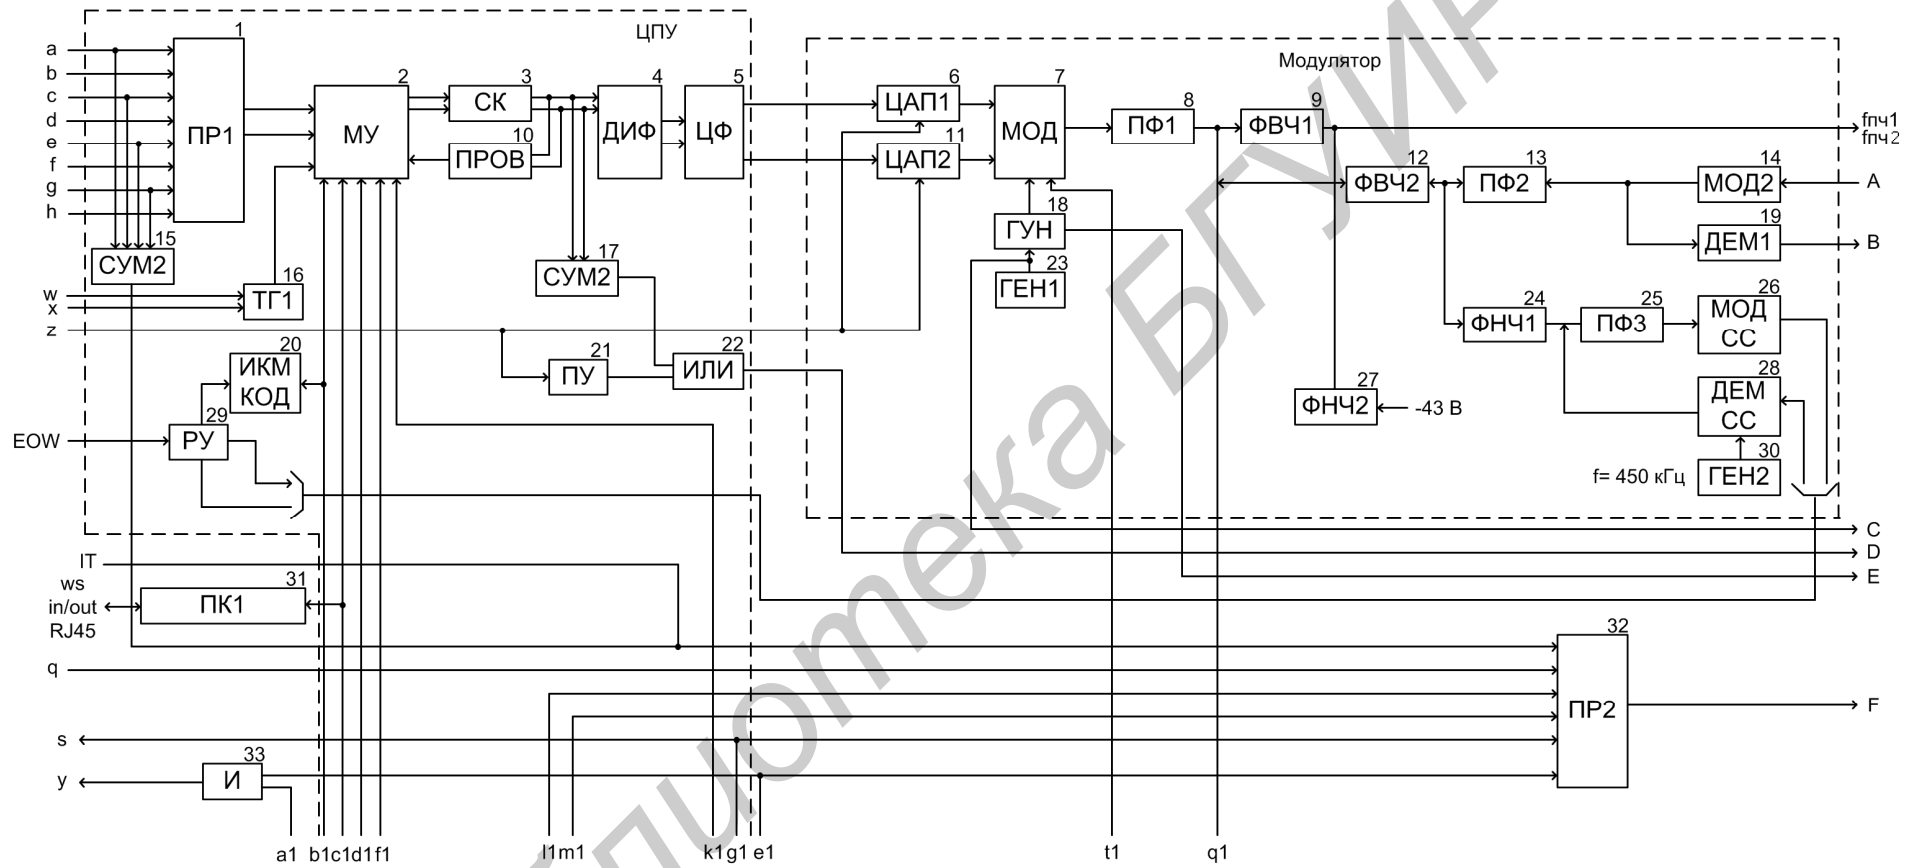 ЦПУ
Модулятор
a
b
c
d
e
f
g
h
1
ПР1
2
МУ
3
СК
4
ДИФ
5
ЦФ
6
ЦАП1
7
МОД
8
ПФ1
9
ФВЧ1
fпч1
fпч2
10
ПРОВ
11
ЦАП2
12
ФВЧ2
13
ПФ2
14
МОД2
A
15
СУМ2
16
ТГ1
17
СУМ2
18
ГУН
19
ДЕМ1
B
w
x
z
23
ГЕН1
24
ФНЧ1
25
ПФ3
26
МОД
СС
20
ИКМ
КОД
21
ПУ
22
ИЛИ
27
ФНЧ2
-43 В
28
ДЕМ
СС
EOW
29
РУ
30
ГЕН2
f= 450 кГц
C
D
E
IT
ws
in/out
RJ45
31
ПК1
32
ПР2
q
F
s
33
И
y
a1
b1c1d1f1
l1m1
k1g1e1
t1
q1
Библиотека БГУИР